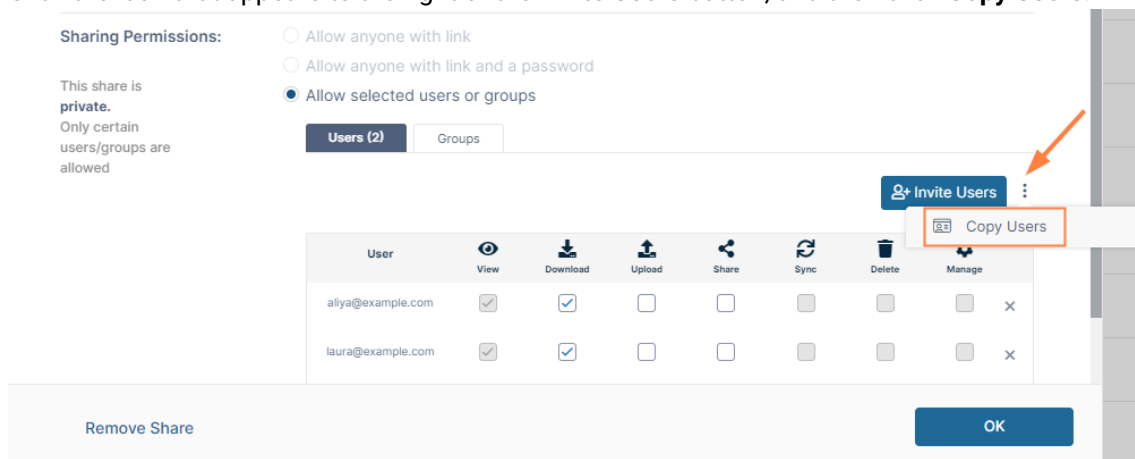 Sharing Permissions:
Allow anyone with link
Allow anyone with link and a password
This share is
private.
Only certain
users/groups are
allowed
Allow selected users or groups
Users (2) Groups
Invite Users
Copy Users
User View Download Upload Share Sync Delete Manage
aliya@example.com
laura@example.com
Remove Share OK